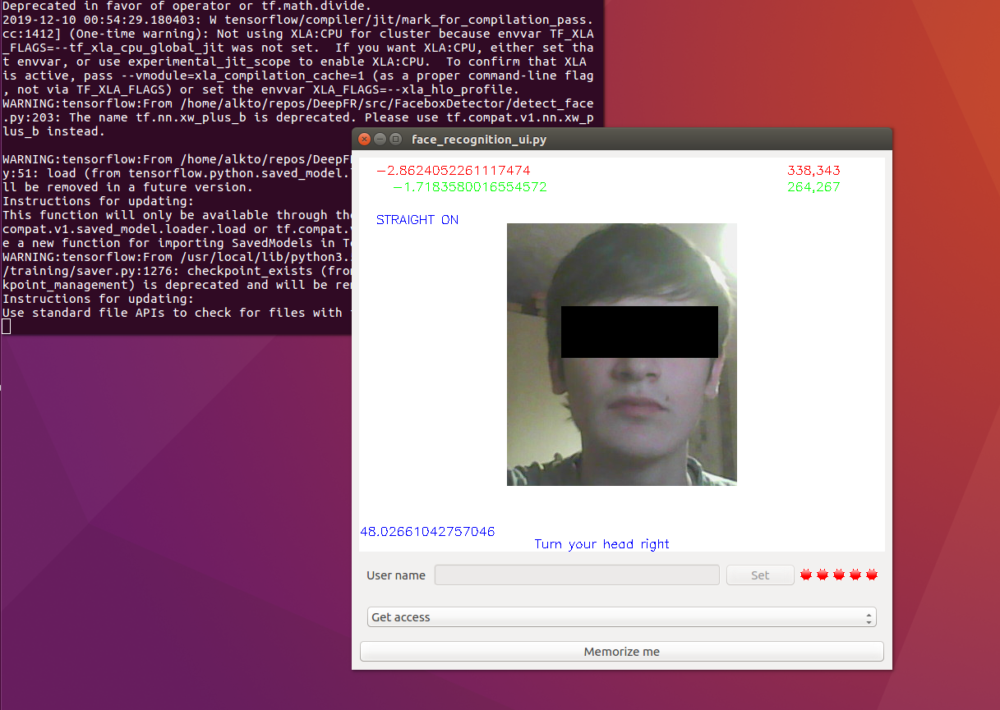 Deprecated in favor of operator or tf.math.divide.
2019-12-10 00:54:29.180403: W tensorflow/compiler/jit/mark_for_compilation_pass.
cc:1412] (One-time warning): Not using XLA:CPU for cluster because envvar TF_XLA
_FLAGS=--tf_xla_cpu_global_jit was not set.  If you want XLA:CPU, either set tha
t envvar, or use experimental_jit_scope to enable XLA:CPU.  To confirm that XLA
is active, pass --vmodule=xla_compilation_cache=1 (as a proper command-line flag
, not via TF_XLA_FLAGS) or set the envvar XLA_FLAGS=--xla_hlo_profile.
WARNING:tensorflow:From /home/alkto/repos/DeepFR/src/FaceboxDetector/detect_face
.py:203: The name tf.nn.xw_plus_b is deprecated. Please use tf.compat.v1.nn.xw_p
lus_b instead.
WARNING:tensorflow:From /home/alkto/repos/DeepF
y:51: load (from tensorflow.python.saved_model.
ll be removed in a future version.
Instructions for updating:
This function will only be available through th
compat.v1.saved_model.loader.load or tf.compat.
e a new function for importing SavedModels in T
WARNING:tensorflow:From /usr/local/lib/python3.
/training/saver.py:1276: checkpoint_exists (fro
kpoint_management) is deprecated and will be re
Instructions for updating:
Use standard file APIs to check for files with
face_recognition_ui.py
-2.8624052261117474 338,343
-1.7183580016554572 264,267
STRAIGHT ON
48.02661042757046
Turn your head right
User name Set
Get access
Memorize me